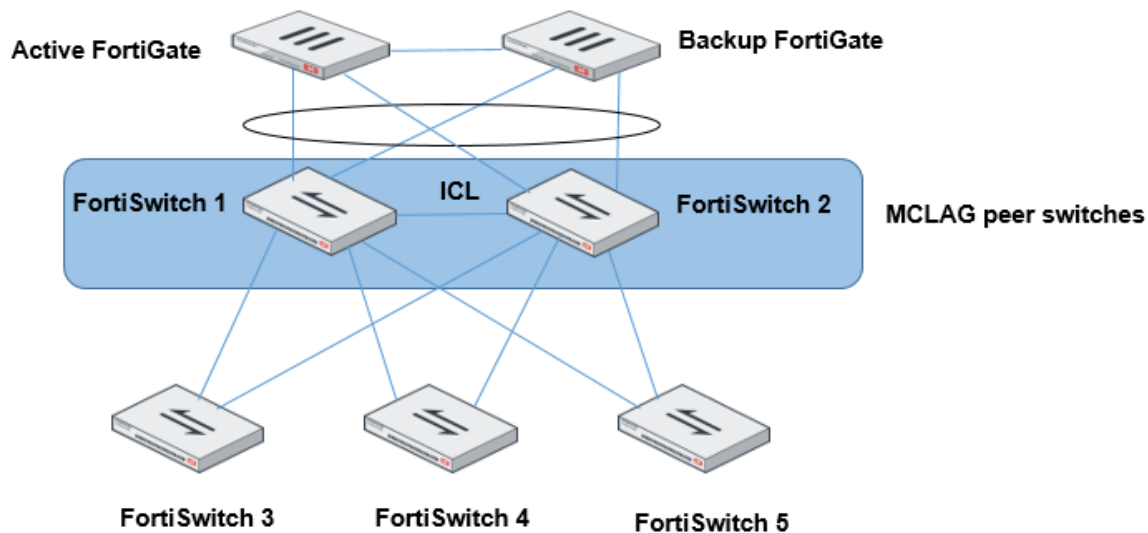 Active FortiGate
Backup FortiGate
FortiSwitch 1
ICL
FortiSwitch 2
MCLAG peer switches
FortiSwitch 3
FortiSwitch 4
FortiSwitch 5